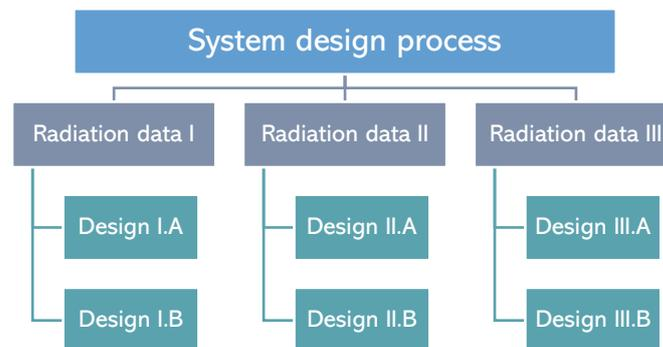 System design process
Radiation data I
Radiation data II
Radiation data III
Design I.A
Design II.A
Design III.A
Design I.B
Design II.B
Design III.B